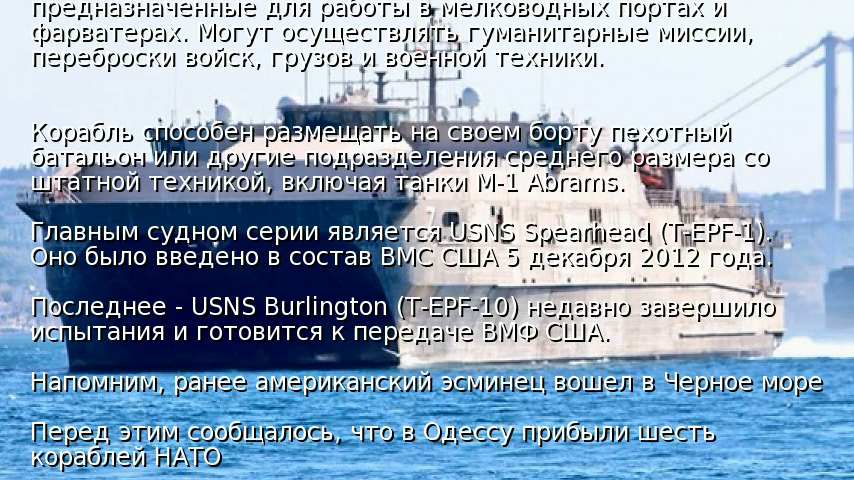 предназначенные для работы в мелководных портах и
фарватерах. Могут осуществлять гуманитарные миссии,
переброски войск, грузов и военной техники.
Корабль способен размещать на своем борту пехотный
батальон или другие подразделения среднего размера со
штатной техникой, включая танки M-1 Abrams.
Главным судном серии является USNS Spearhead (T-EPF-1).
Оно было введено в состав ВМС США 5 декабря 2012 года.
Последнее - USNS Burlington (T-EPF-10) недавно завершило
испытания и готовится к передаче ВМФ США.
Напомним, ранее американский эсминец вошел в Черное море
Перед этим сообщалось, что в Одессу прибыли шесть
кораблей НАТО